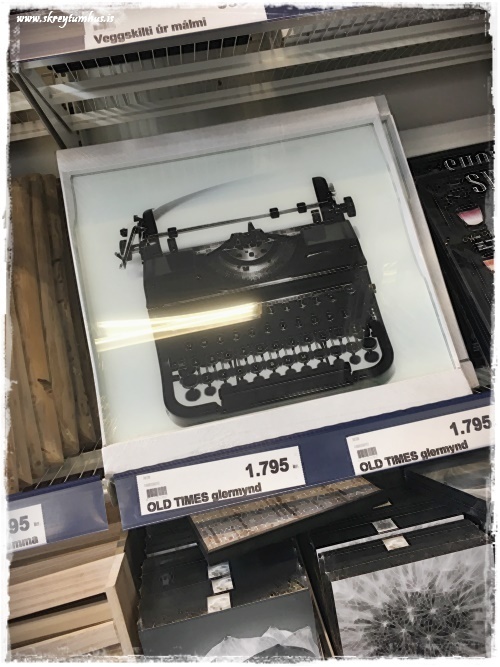 www.skreytumhus.is
Veggskilti úr málmi
1.795
OLD TIMES glermynd
1.795
OLD TIMES glermynd
95
mma